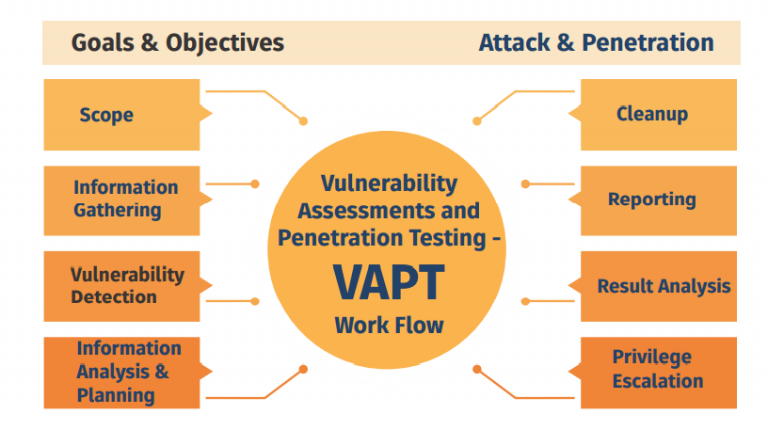 Goals & Objectives
Attack & Penetration
Scope
Information
Gathering
Vulnerability
Detection
Information
Analysis &
Planning
Vulnerability
Assessments and
Penetration Testing -
VAPT
Work Flow
Cleanup
Reporting
Result Analysis
Privilege
Escalation